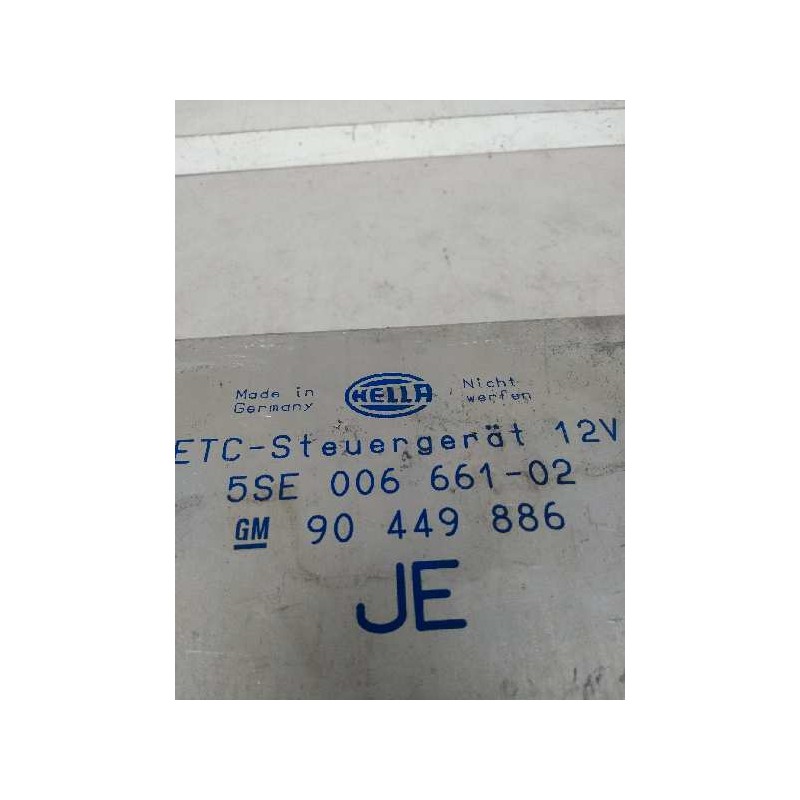 Made in HELLA Nicht
Germany werfen
ETC-Steuergerät 12V
5SE 006 661-02
GM 90 449 886
JE